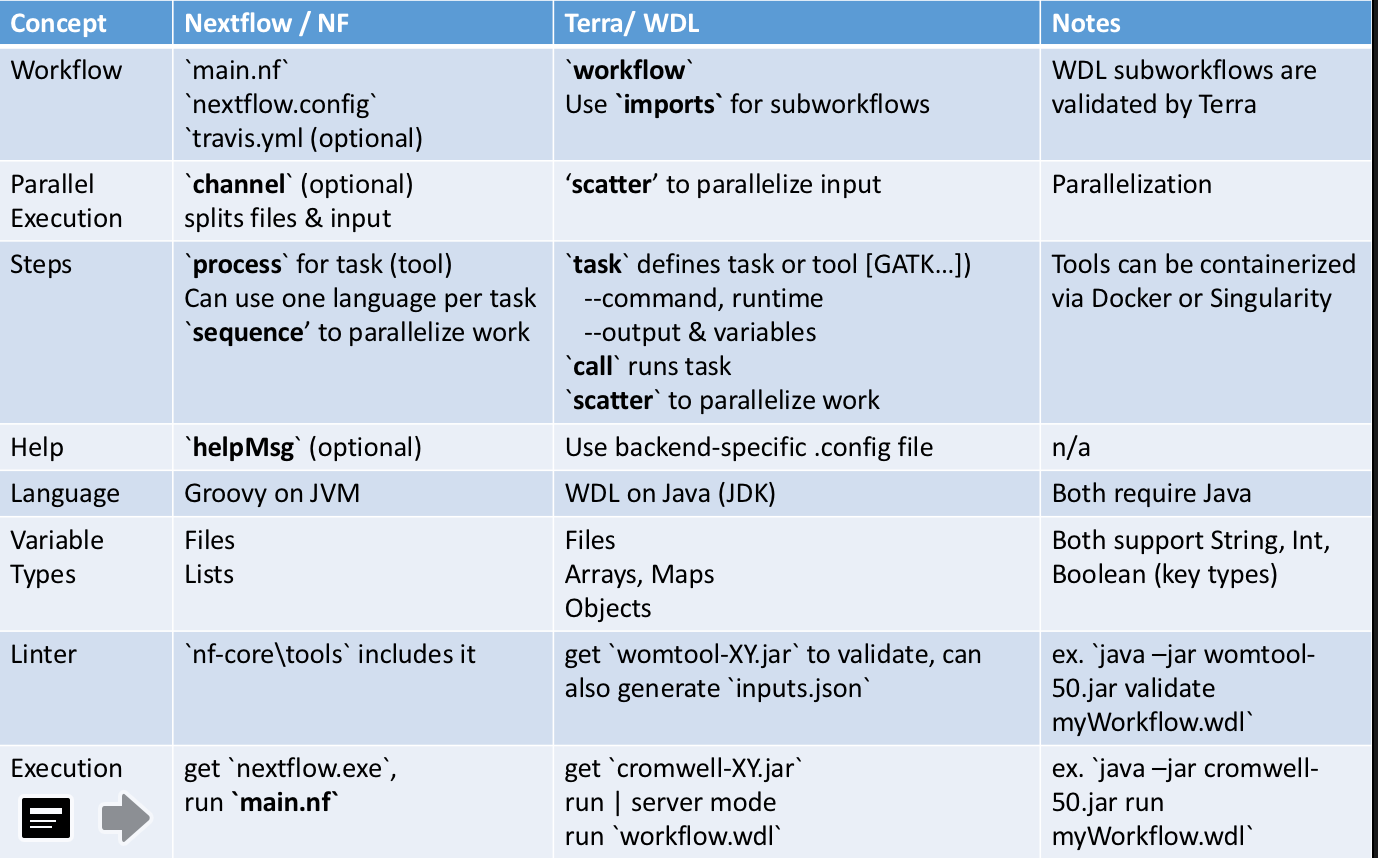 Concept
Nextflow / NF
Terra/ WDL
Notes
Workflow
`main.nf`
`nextflow.config`
`travis.yml (optional)
`workflow`
Use `imports` for subworkflows
WDL subworkflows are
validated by Terra
Parallel
Execution
`channel` (optional)
splits files & input
‘scatter’ to parallelize input
Parallelization
Steps
`process` for task (tool)
Can use one language per task
`sequence’ to parallelize work
`task` defines task or tool [GATK…])
--command, runtime
--output & variables
`call` runs task
`scatter` to parallelize work
Tools can be containerized
via Docker or Singularity
Help
`helpMsg` (optional)
Use backend-specific .config file
n/a
Language
Groovy on JVM
WDL on Java (JDK)
Both require Java
Variable
Types
Files
Lists
Files
Arrays, Maps
Objects
Both support String, Int,
Boolean (key types)
Linter
`nf-core\tools` includes it
get `womtool-XY.jar` to validate, can
also generate `inputs.json`
ex. `java –jar womtool-
50.jar validate
myWorkflow.wdl`
Execution
get `nextflow.exe`,
run `main.nf`
get `cromwell-XY.jar`
run | server mode
run `workflow.wdl`
ex. `java –jar cromwell-
50.jar run
myWorkflow.wdl`